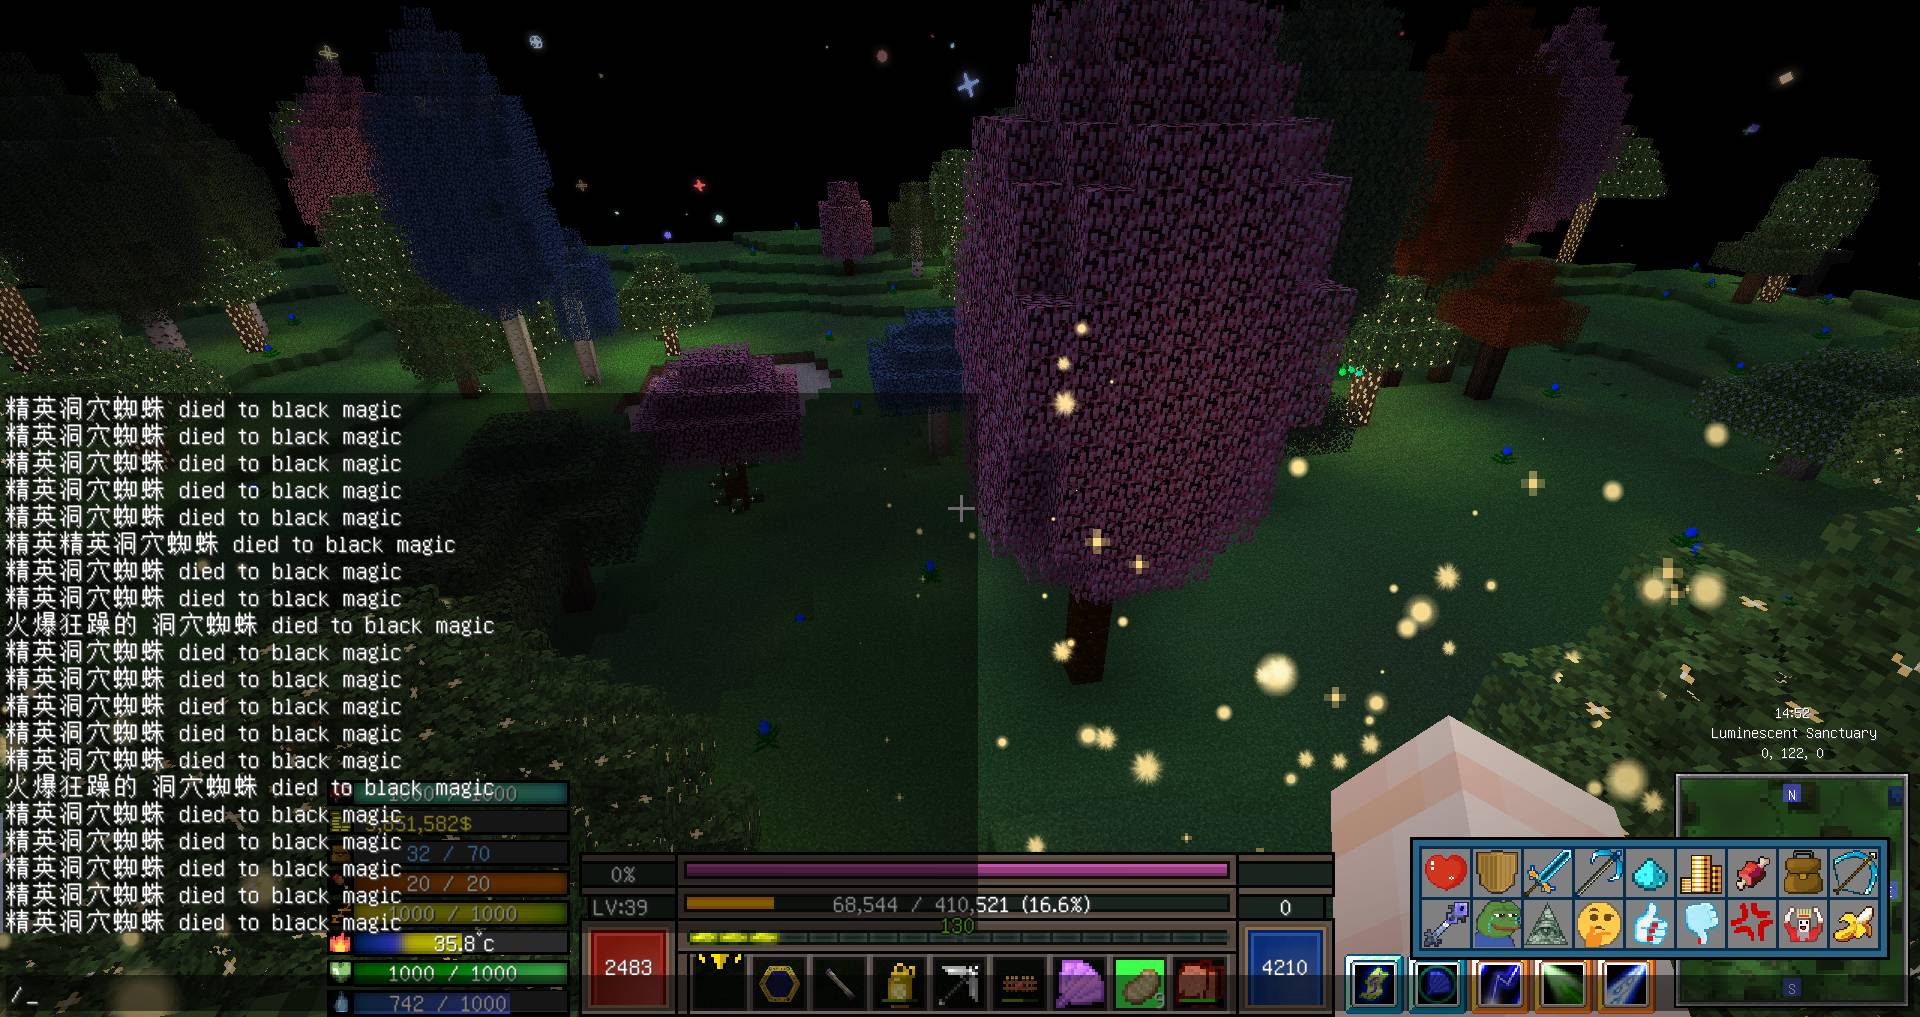 精英洞穴蜘蛛 died to black magic
精英洞穴蜘蛛 died to black magic
精英洞穴蜘蛛 died to black magic
精英洞穴蜘蛛 died to black magic
精英洞穴蜘蛛 died to black magic
精英精英洞穴蜘蛛 died to black magic
精英洞穴蜘蛛 died to black magic
精英洞穴蜘蛛 died to black magic
火爆狂躁的 洞穴蜘蛛 died to black magic
精英洞穴蜘蛛 died to black magic
精英洞穴蜘蛛 died to black magic
精英洞穴蜘蛛 died to black magic
精英洞穴蜘蛛 died to black magic
精英洞穴蜘蛛 died to black magic
火爆狂躁的 洞穴蜘蛛 died to black magic
精英洞穴蜘蛛 died to black magic
精英洞穴蜘蛛 died to black magic
精英洞穴蜘蛛 died to black magic
精英洞穴蜘蛛 died to black magic
精英洞穴蜘蛛 died to black magic
/_
32 / 70
20 / 20
1000 / 1000
35.8°c
1000 / 1000
742 / 1000
0%
LV:39
68,544 / 410,521 (16.6%)
0
130
2483
9
4210
14:52
Luminescent Sanctuary
0, 122, 0
N
S